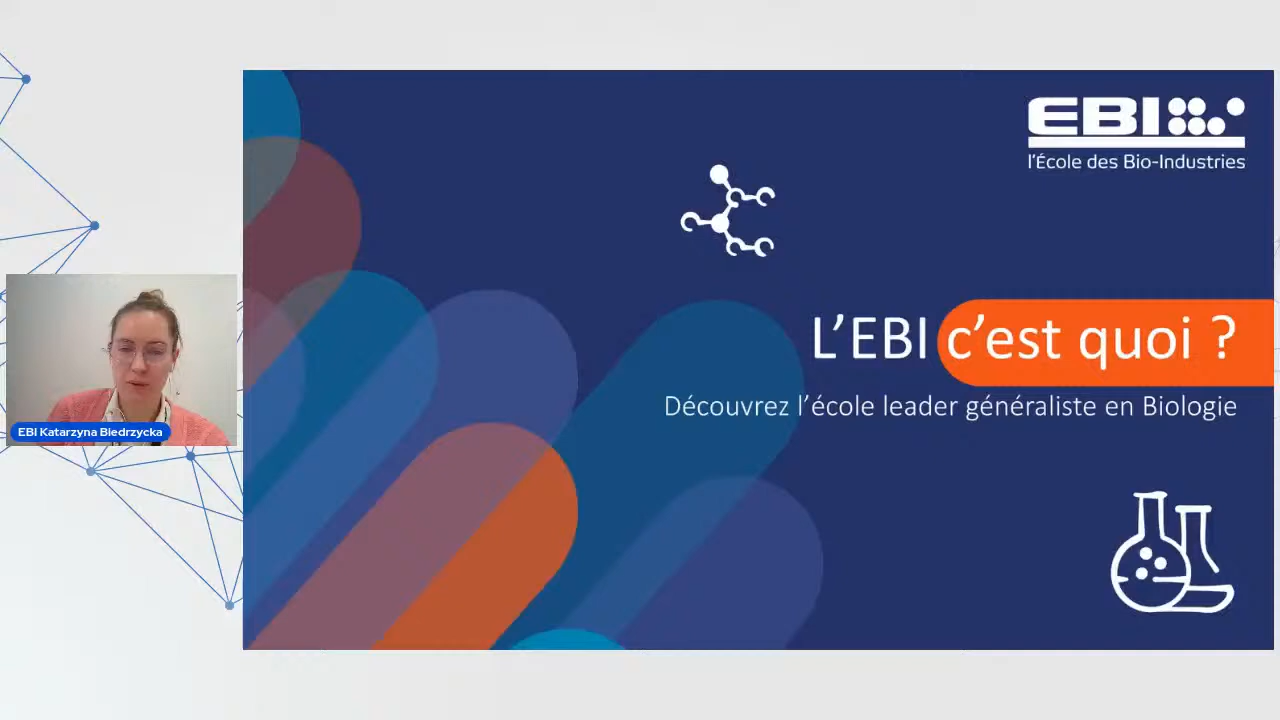 EBI
l'École des Bio-Industries
L'EBI c'est quoi ?
Découvrez l'école leader généraliste en Biologie
EBI Katarzyna Biedrzycka